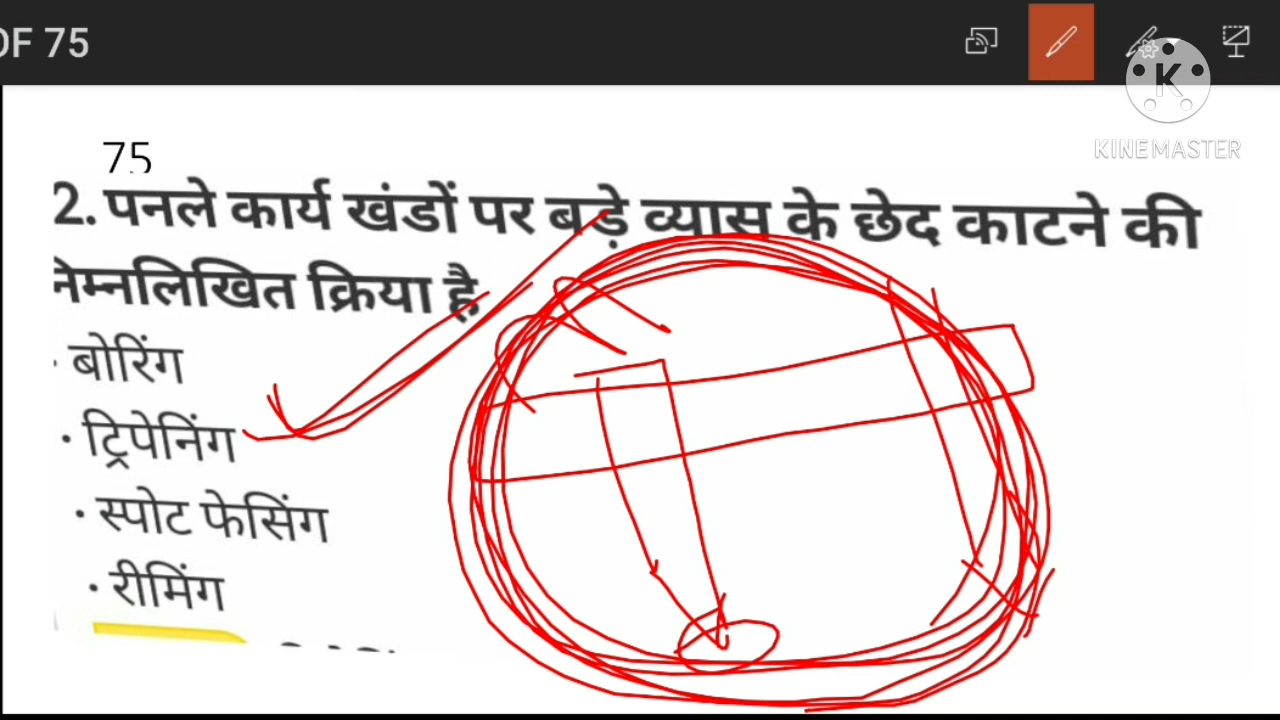 OF 75
KINEMASTER
75
2. पनले कार्य खंडों पर बड़े व्यास के छेद काटने की
नेम्नलिखित क्रिया है
· बोरिंग
· ट्रिपेनिंग
· स्पोट फेसिंग
· रीमिंग